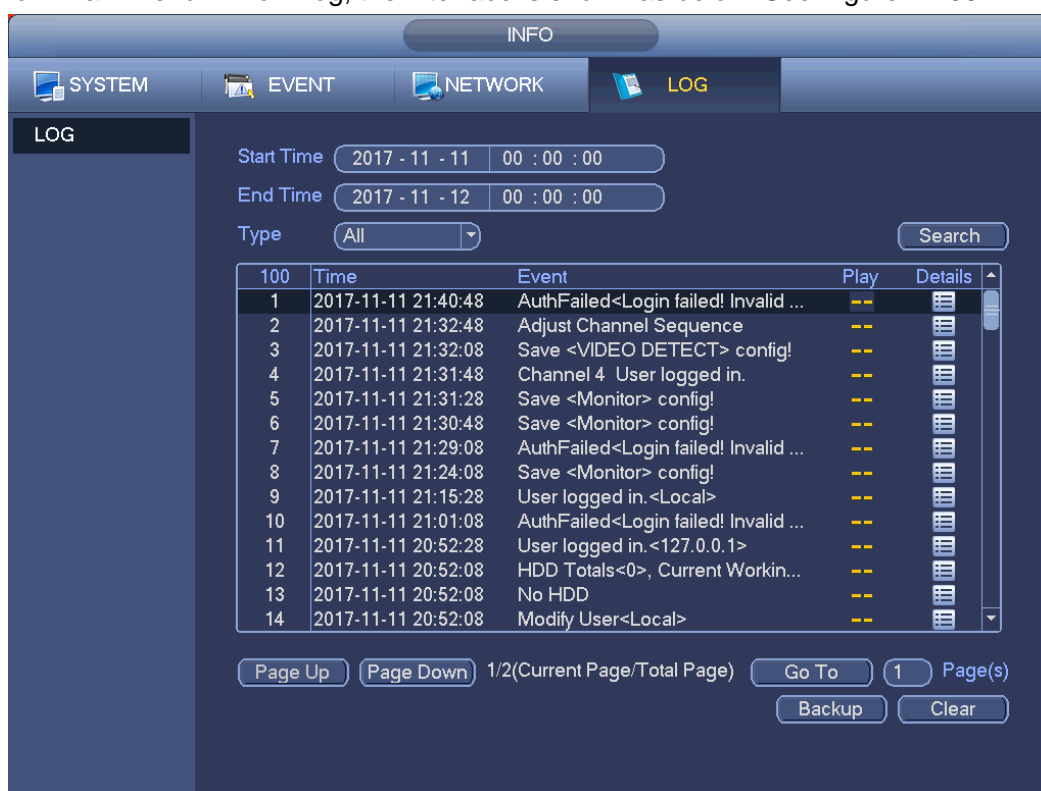 INFO
SYSTEM EVENT NETWORK LOG
LOG
Start Time 2017 - 11 - 11 00 : 00 : 00
End Time 2017 - 11 - 12 00 : 00 : 00
Type All Search
100 Time Event Play Details
1 2017-11-11 21:40:48 AuthFailed<Login failed! Invalid ... --
2 2017-11-11 21:32:48 Adjust Channel Sequence --
3 2017-11-11 21:32:08 Save <VIDEO DETECT> config! --
4 2017-11-11 21:31:48 Channel 4 User logged in. --
5 2017-11-11 21:31:28 Save <Monitor> config! --
6 2017-11-11 21:30:48 Save <Monitor> config! --
7 2017-11-11 21:29:08 AuthFailed<Login failed! Invalid ... --
8 2017-11-11 21:24:08 Save <Monitor> config! --
9 2017-11-11 21:15:28 User logged in.<Local> --
10 2017-11-11 21:01:08 AuthFailed<Login failed! Invalid ... --
11 2017-11-11 20:52:28 User logged in.<127.0.0.1> --
12 2017-11-11 20:52:08 HDD Totals<0>, Current Workin... --
13 2017-11-11 20:52:08 No HDD --
14 2017-11-11 20:52:08 Modify User<Local> --
Page Up Page Down 1/2(Current Page/Total Page) Go To 1 Page(s)
Backup Clear